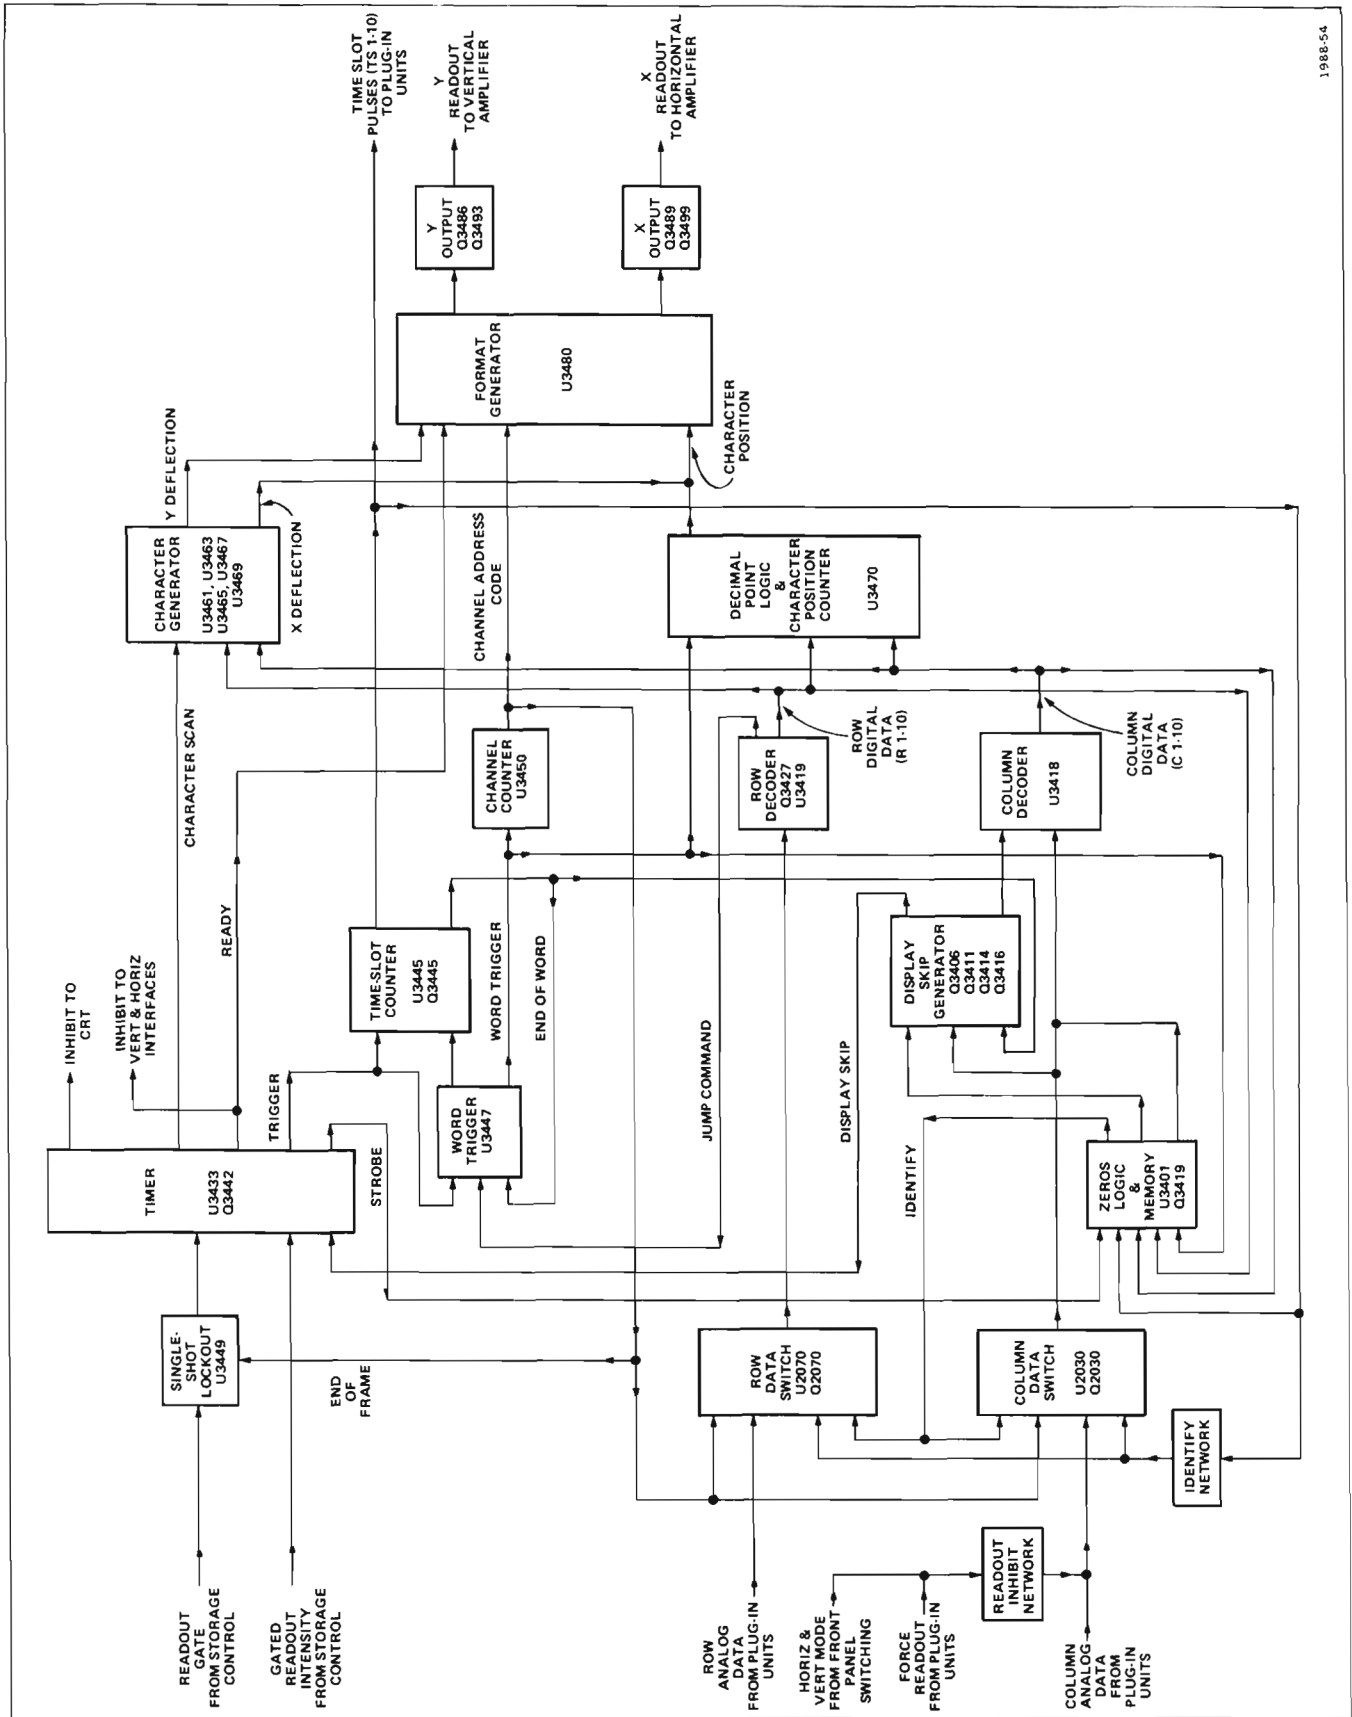 READOUT
GATE
FROM STORAGE
CONTROL
GATED
READOUT
INTENSITY
FROM STORAGE
CONTROL
ROW
ANALOG
DATA
FROM PLUG-IN
UNITS
HORIZ &
VERT MODE
FROM FRONT
PANEL
SWITCHING
FORCE
READOUT
FROM PLUG-IN
UNITS
COLUMN
ANALOG
DATA
FROM
PLUG-IN
UNITS
READOUT
INHIBIT
NETWORK
IDENTIFY
NETWORK
SINGLE-
SHOT
LOCKOUT
U3449
END
OF
FRAME
ROW
DATA
SWITCH
U2070
Q2070
COLUMN
DATA
SWITCH
U2030
Q2030
TIMER
U3433
Q3442
INHIBIT TO
CRT
INHIBIT TO
VERT & HORIZ
INTERFACES
TRIGGER
STROBE
WORD
TRIGGER
U3447
JUMP COMMAND
DISPLAY SKIP
IDENTIFY
ZEROS
LOGIC
&
MEMORY
U3401
Q3419
CHARACTER SCAN
READY
TIME-SLOT
COUNTER
U3445
Q3445
WORD TRIGGER
END OF WORD
DISPLAY
SKIP
GENERATOR
Q3406
Q3411
Q3414
Q3416
CHANNEL
COUNTER
U3450
ROW
DECODER
Q3427
U3419
COLUMN
DECODER
U3418
ROW
DIGITAL
DATA
(R 1-10)
COLUMN
DIGITAL
DATA
(C 1-10)
CHARACTER
GENERATOR
U3461, U3463
U3465, U3467
U3469
Y DEFLECTION
X DEFLECTION
CHANNEL ADDRESS
CODE
DECIMAL
POINT
LOGIC
&
CHARACTER
POSITION
COUNTER
U3470
CHARACTER
POSITION
FORMAT
GENERATOR
U3480
Y
OUTPUT
Q3486
Q3493
X
OUTPUT
Q3489
Q3499
TIME SLOT
PULSES (TS 1-10)
TO PLUG-IN
UNITS
Y
READOUT
TO VERTICAL
AMPLIFIER
X
READOUT
TO HORIZONTAL
AMPLIFIER
1988-54